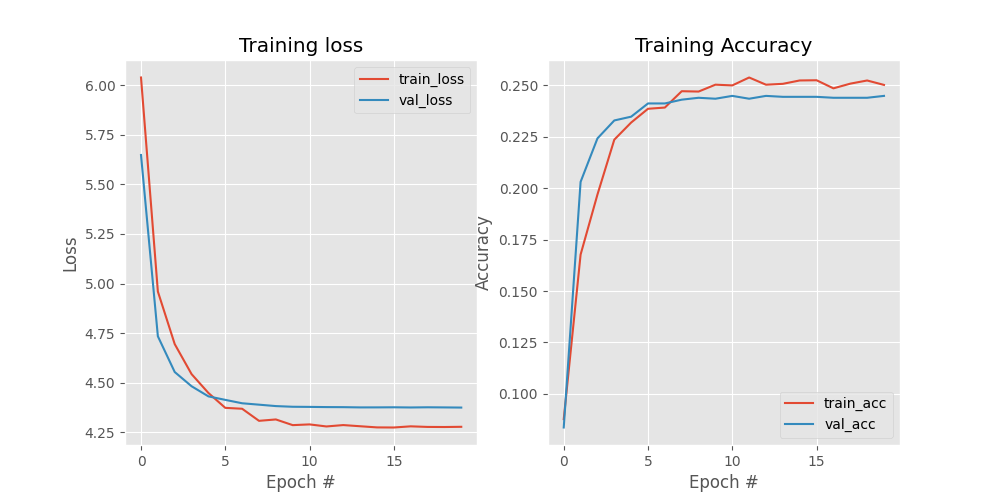 Training loss
6.00
5.75
5.50
5.25
5.00
4.75
4.50
4.25
0
5
10
15
Loss
Epoch #
train_loss
val_loss
Training Accuracy
0.250
0.225
0.200
0.175
0.150
0.125
0.100
0
5
10
15
Accuracy
Epoch #
train_acc
val_acc